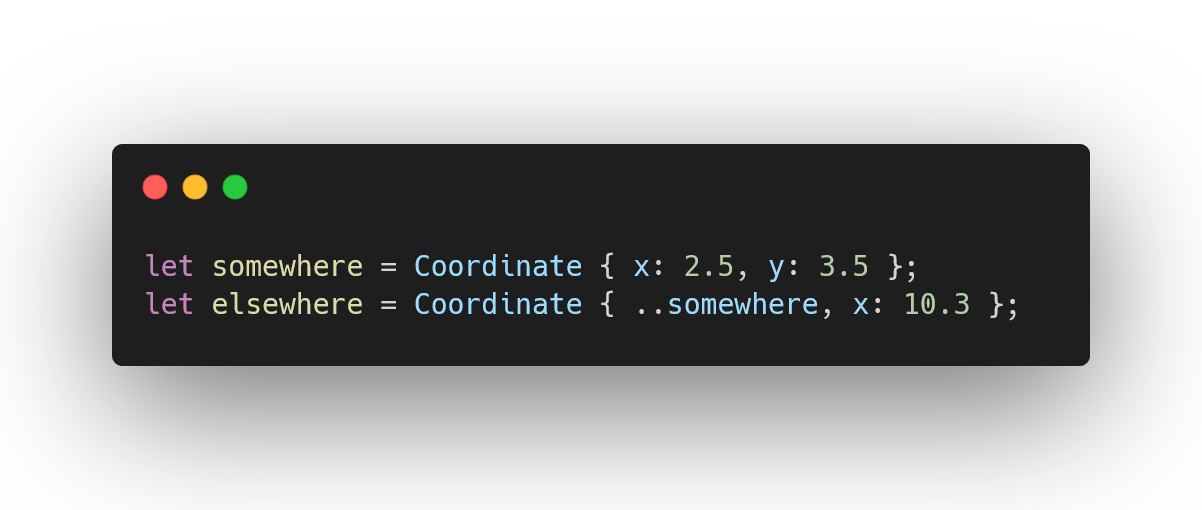 let somewhere = Coordinate { x: 2.5, y: 3.5 };
let elsewhere = Coordinate { ..somewhere, x: 10.3 };